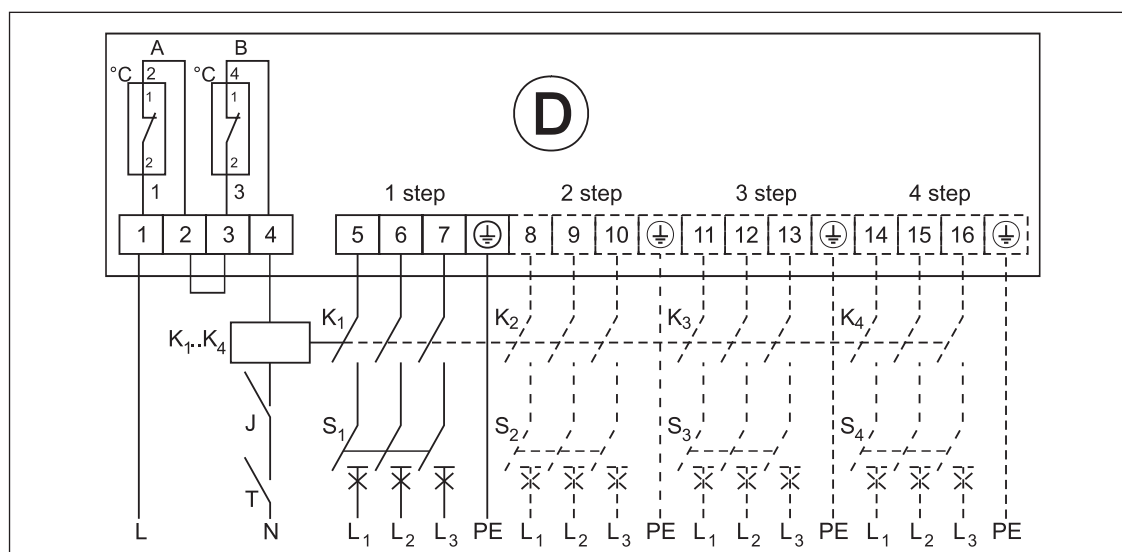 A B
°C 2 °C 4
1 1
D
2 2
1 3 1 step 2 step 3 step 4 step
1 2 3 4 5 6 7 8 9 10 11 12 13 14 15 16
K₁ K₂ K₃ K₄
K₁..K₄
J S₁ S₂ S₃ S₄
T
L N L₁ L₂ L₃ PE L₁ L₂ L₃ PE L₁ L₂ L₃ PE L₁ L₂ L₃ PE